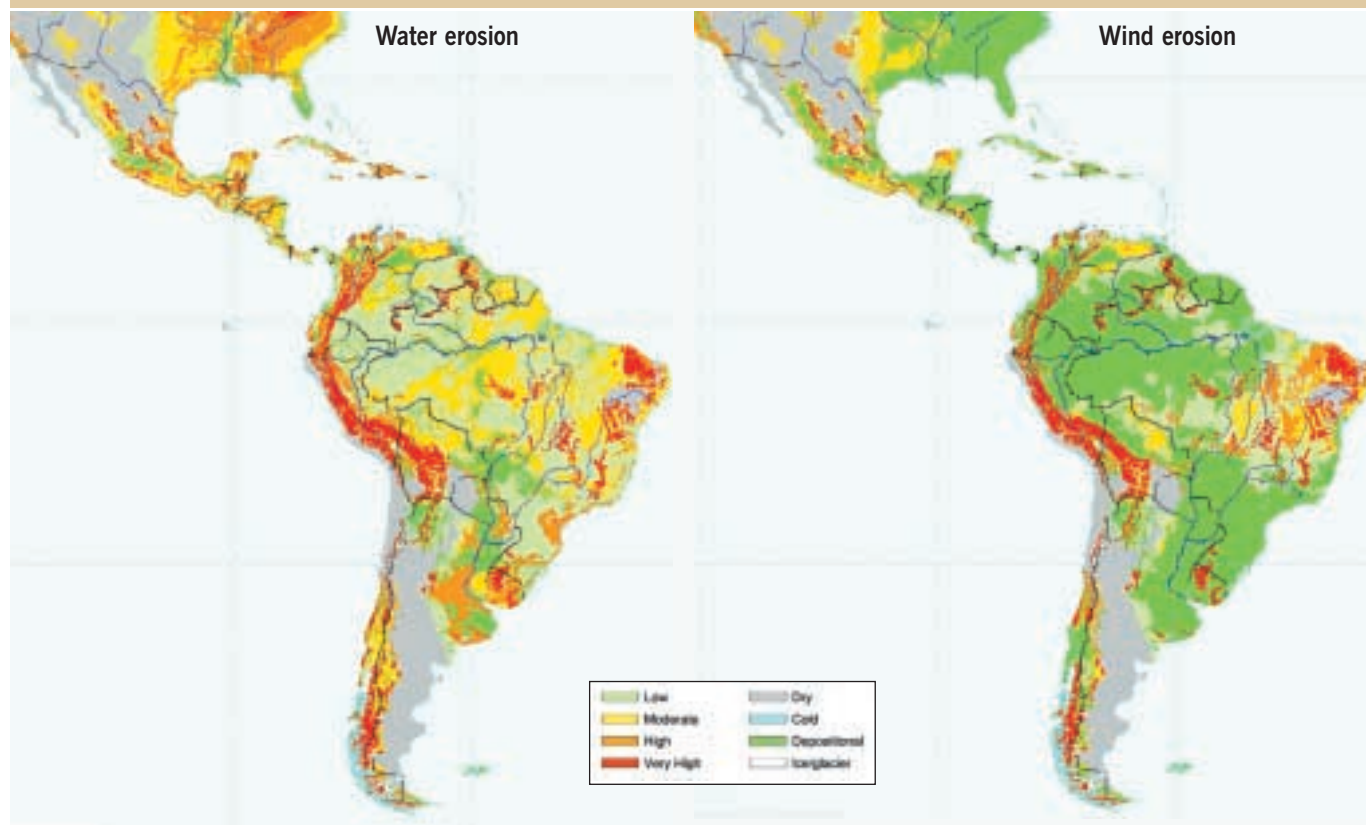 Water erosion
Wind erosion
Low
Moderate
High
Very High
Dry
Cold
Depositional
Ice/glacier